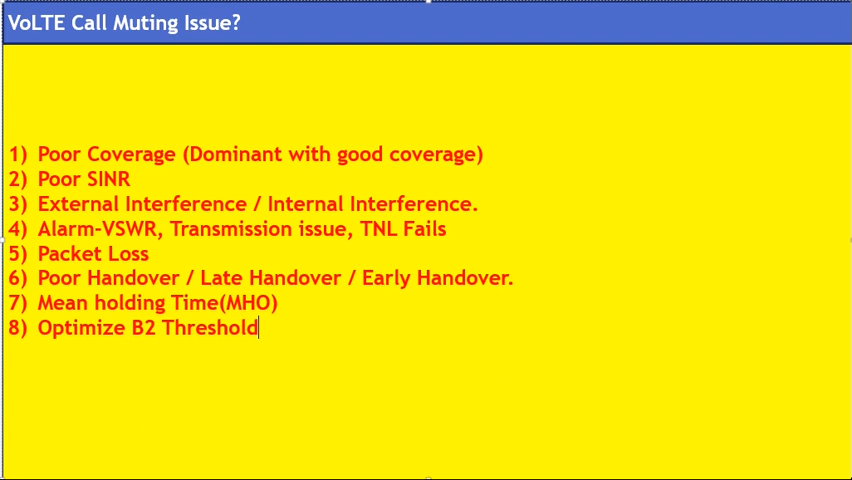 VoLTE Call Muting Issue?
1) Poor Coverage (Dominant with good coverage)
2) Poor SINR
3) External Interference / Internal Interference.
4) Alarm-VSWR, Transmission issue, TNL Fails
5) Packet Loss
6) Poor Handover / Late Handover / Early Handover.
7) Mean holding Time(MHO)
8) Optimize B2 Threshold